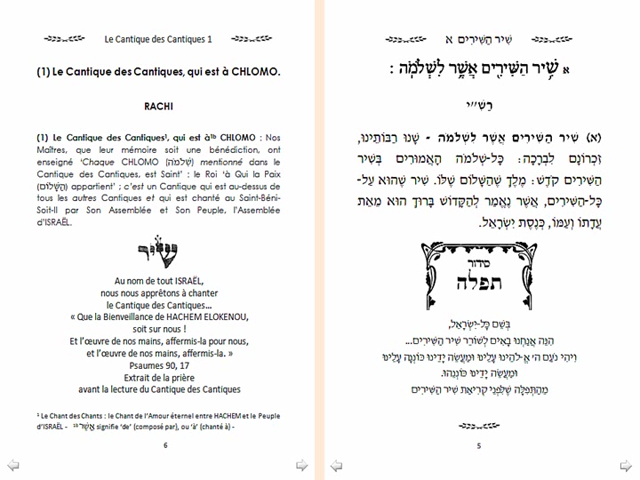 Le Cantique des Cantiques 1
(1) Le Cantique des Cantiques, qui est à CHLOMO.
RACHI
(1) Le Cantique des Cantiques¹, qui est à¹ᵇ CHLOMO : Nos
Maîtres, que leur mémoire soit une bénédiction, ont
enseigné 'Chaque CHLOMO (שְׁלֹמֹה) mentionné dans le
Cantique des Cantiques, est Saint' : le Roi 'à Qui la Paix
(הַשָּׁלוֹם) appartient' ; c'est un Cantique qui est au-dessus de
tous les autres Cantiques et qui est chanté au Saint-Béni-
Soit-Il par Son Assemblée et Son Peuple, l'Assemblée
d'ISRAËL.
שִׁיר
Au nom de tout ISRAËL,
nous nous apprêtons à chanter
le Cantique des Cantiques...
« Que la Bienveillance de HACHEM ELOKENOU,
soit sur nous !
Et l'œuvre de nos mains, affermis-la pour nous,
et l'œuvre de nos mains, affermis-la. »
Psaumes 90, 17
Extrait de la prière
avant la lecture du Cantique des Cantiques
¹ Le Chant des Chants : le Chant de l'Amour éternel entre HACHEM et le Peuple
d'ISRAËL - ¹ᵇ אֲשֶׁר signifie 'de' (composé par), ou 'à' (chanté à) -
6
שִׁיר הַשִּׁירִים א
א שִׁ֥יר הַשִּׁירִ֖ים אֲשֶׁ֥ר לִשְׁלֹמֹֽה :
רַשִׁ״י
(א) שיר השירים אשר לשלמה - שָׁנוּ רַבּוֹתֵינוּ,
זִכְרוֹנָם לִבְרָכָה: כָּל-שְׁלֹמֹה הָאֲמוּרִים בְּשִׁיר
הַשִּׁירִים קֹדֶשׁ: מֶלֶךְ שֶׁהַשָּׁלוֹם שֶׁלּוֹ. שִׁיר שֶׁהוּא עַל-
כָּל-הַשִּׁירִים, אֲשֶׁר נֶאֱמַר לְהַקָּדוֹשׁ בָּרוּךְ הוּא מֵאֵת
עֲדָתוֹ וְעַמּוֹ, כְּנֶסֶת יִשְׂרָאֵל.
סדור
תפלה
בְּשֵׁם כָּל-יִשְׂרָאֵל,
הִנֵּה אֲנַחְנוּ בָּאִים לְשׁוֹרֵר שִׁיר הַשִּׁירִים...
וִיהִי נֹעַם ה' אֱ-לֹהֵינוּ עָלֵינוּ וּמַעֲשֵׂה יָדֵינוּ כּוֹנְנָה עָלֵינוּ
וּמַעֲשֵׂה יָדֵינוּ כּוֹנְנֵהוּ.
מֵהַתְּפִלָּה שֶׁלִּפְנֵי קְרִיאַת שִׁיר הַשִּׁירִים
5